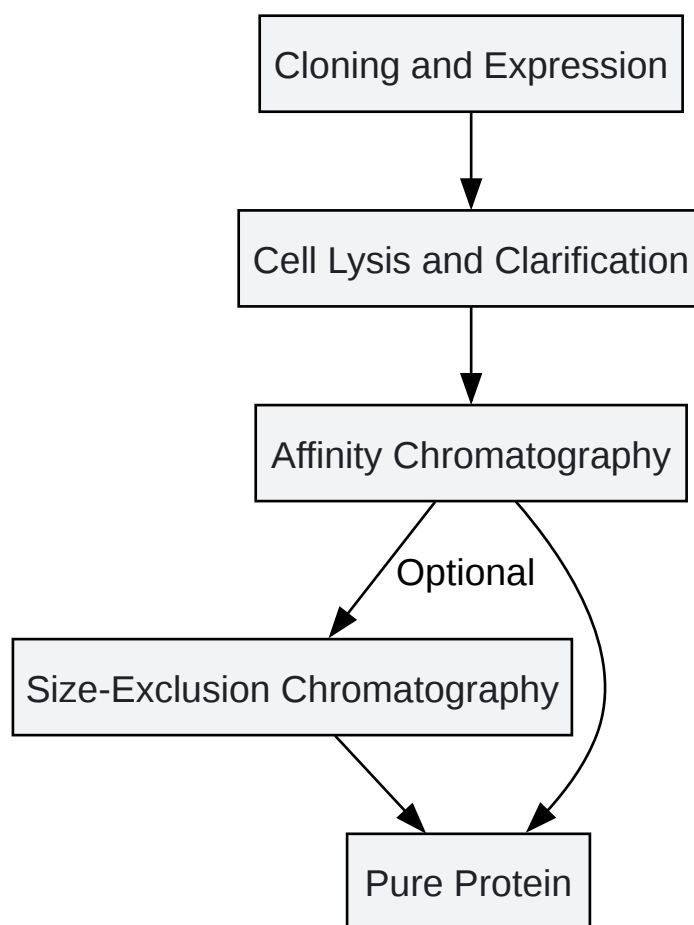 Cloning and Expression
Cell Lysis and Clarification
Affinity Chromatography
Optional
Size-Exclusion Chromatography
Pure Protein